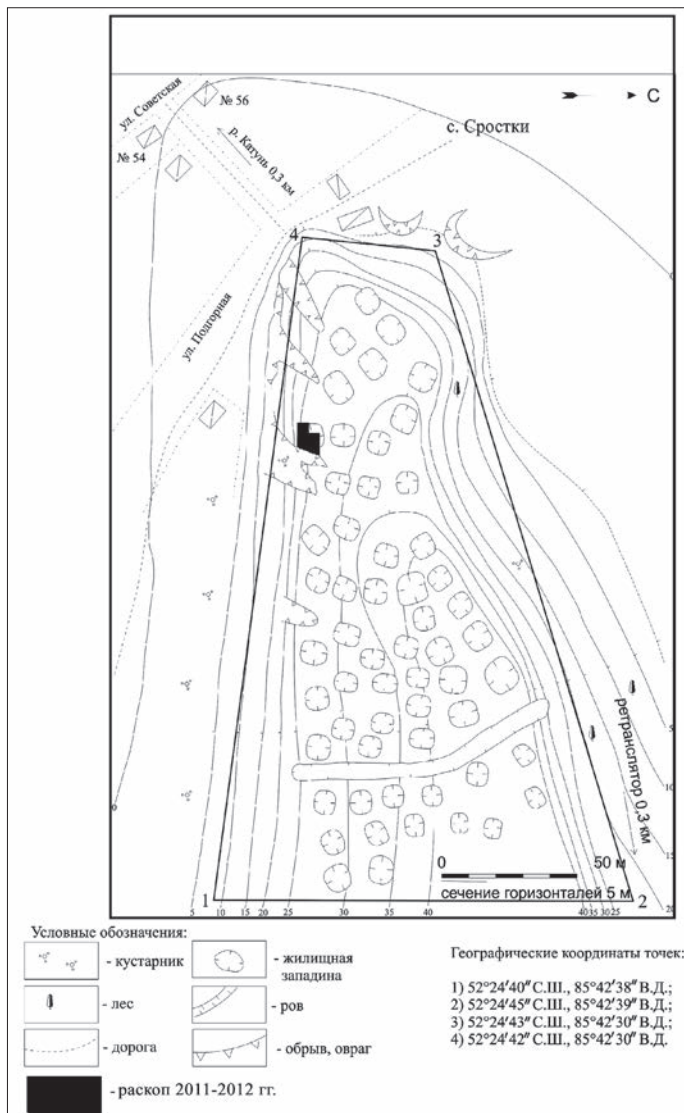 ул. Советская
№ 56
№ 54
р. Катунь 0,3 км
С
с. Сростки
4
3
ул. Подгорная
ретранслятор 0,3 км
0 50 м
сечение горизонталей 5 м
1
2
5 10 15 20 25 30 35 40 40 35 30 25
5
10
15
20
Условные обозначения:
- кустарник
- жилищная западина
- лес
- ров
- дорога
- обрыв, овраг
- раскоп 2011-2012 гг.
Географические координаты точек:
1) 52°24′40″ С.Ш., 85°42′38″ В.Д.;
2) 52°24′45″ С.Ш., 85°42′39″ В.Д.;
3) 52°24′43″ С.Ш., 85°42′30″ В.Д.;
4) 52°24′42″ С.Ш., 85°42′30″ В.Д.